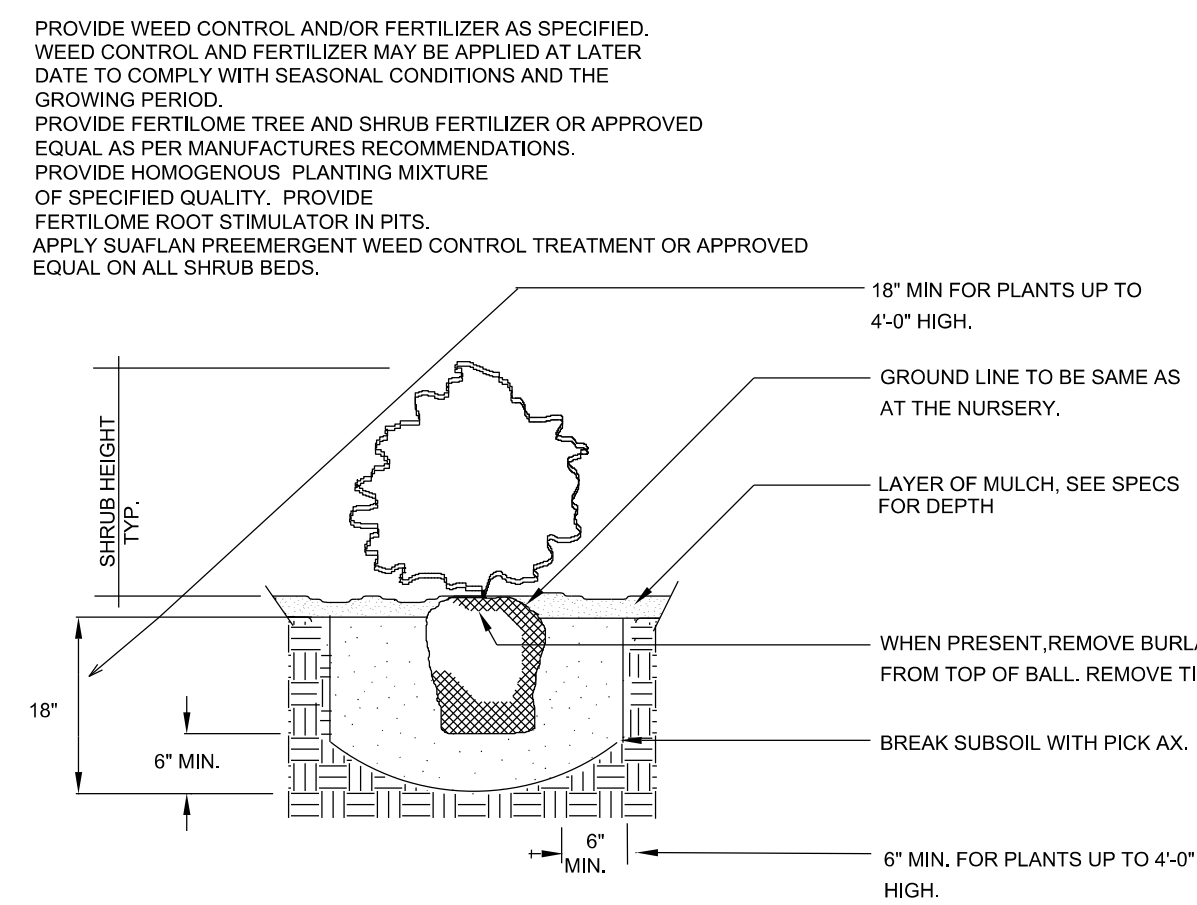 PROVIDE WEED CONTROL AND/OR FERTILIZER AS SPECIFIED.
WEED CONTROL AND FERTILIZER MAY BE APPLIED AT LATER
DATE TO COMPLY WITH SEASONAL CONDITIONS AND THE
GROWING PERIOD.
PROVIDE FERTILOME TREE AND SHRUB FERTILIZER OR APPROVED
EQUAL AS PER MANUFACTURES RECOMMENDATIONS.
PROVIDE HOMOGENOUS PLANTING MIXTURE
OF SPECIFIED QUALITY. PROVIDE
FERTILOME ROOT STIMULATOR IN PITS.
APPLY SUAFLAN PREEMERGENT WEED CONTROL TREATMENT OR APPROVED
EQUAL ON ALL SHRUB BEDS.
18" MIN FOR PLANTS UP TO
4'-0" HIGH.
GROUND LINE TO BE SAME AS
AT THE NURSERY.
SHRUB HEIGHT
TYP.
LAYER OF MULCH, SEE SPECS
FOR DEPTH
WHEN PRESENT,REMOVE
FROM TOP OF BALL. REMOVE
18"
6" MIN.
BREAK SUBSOIL WITH PICK AX.
6"
MIN.
6" MIN. FOR PLANTS UP TO 4'-0"
HIGH.